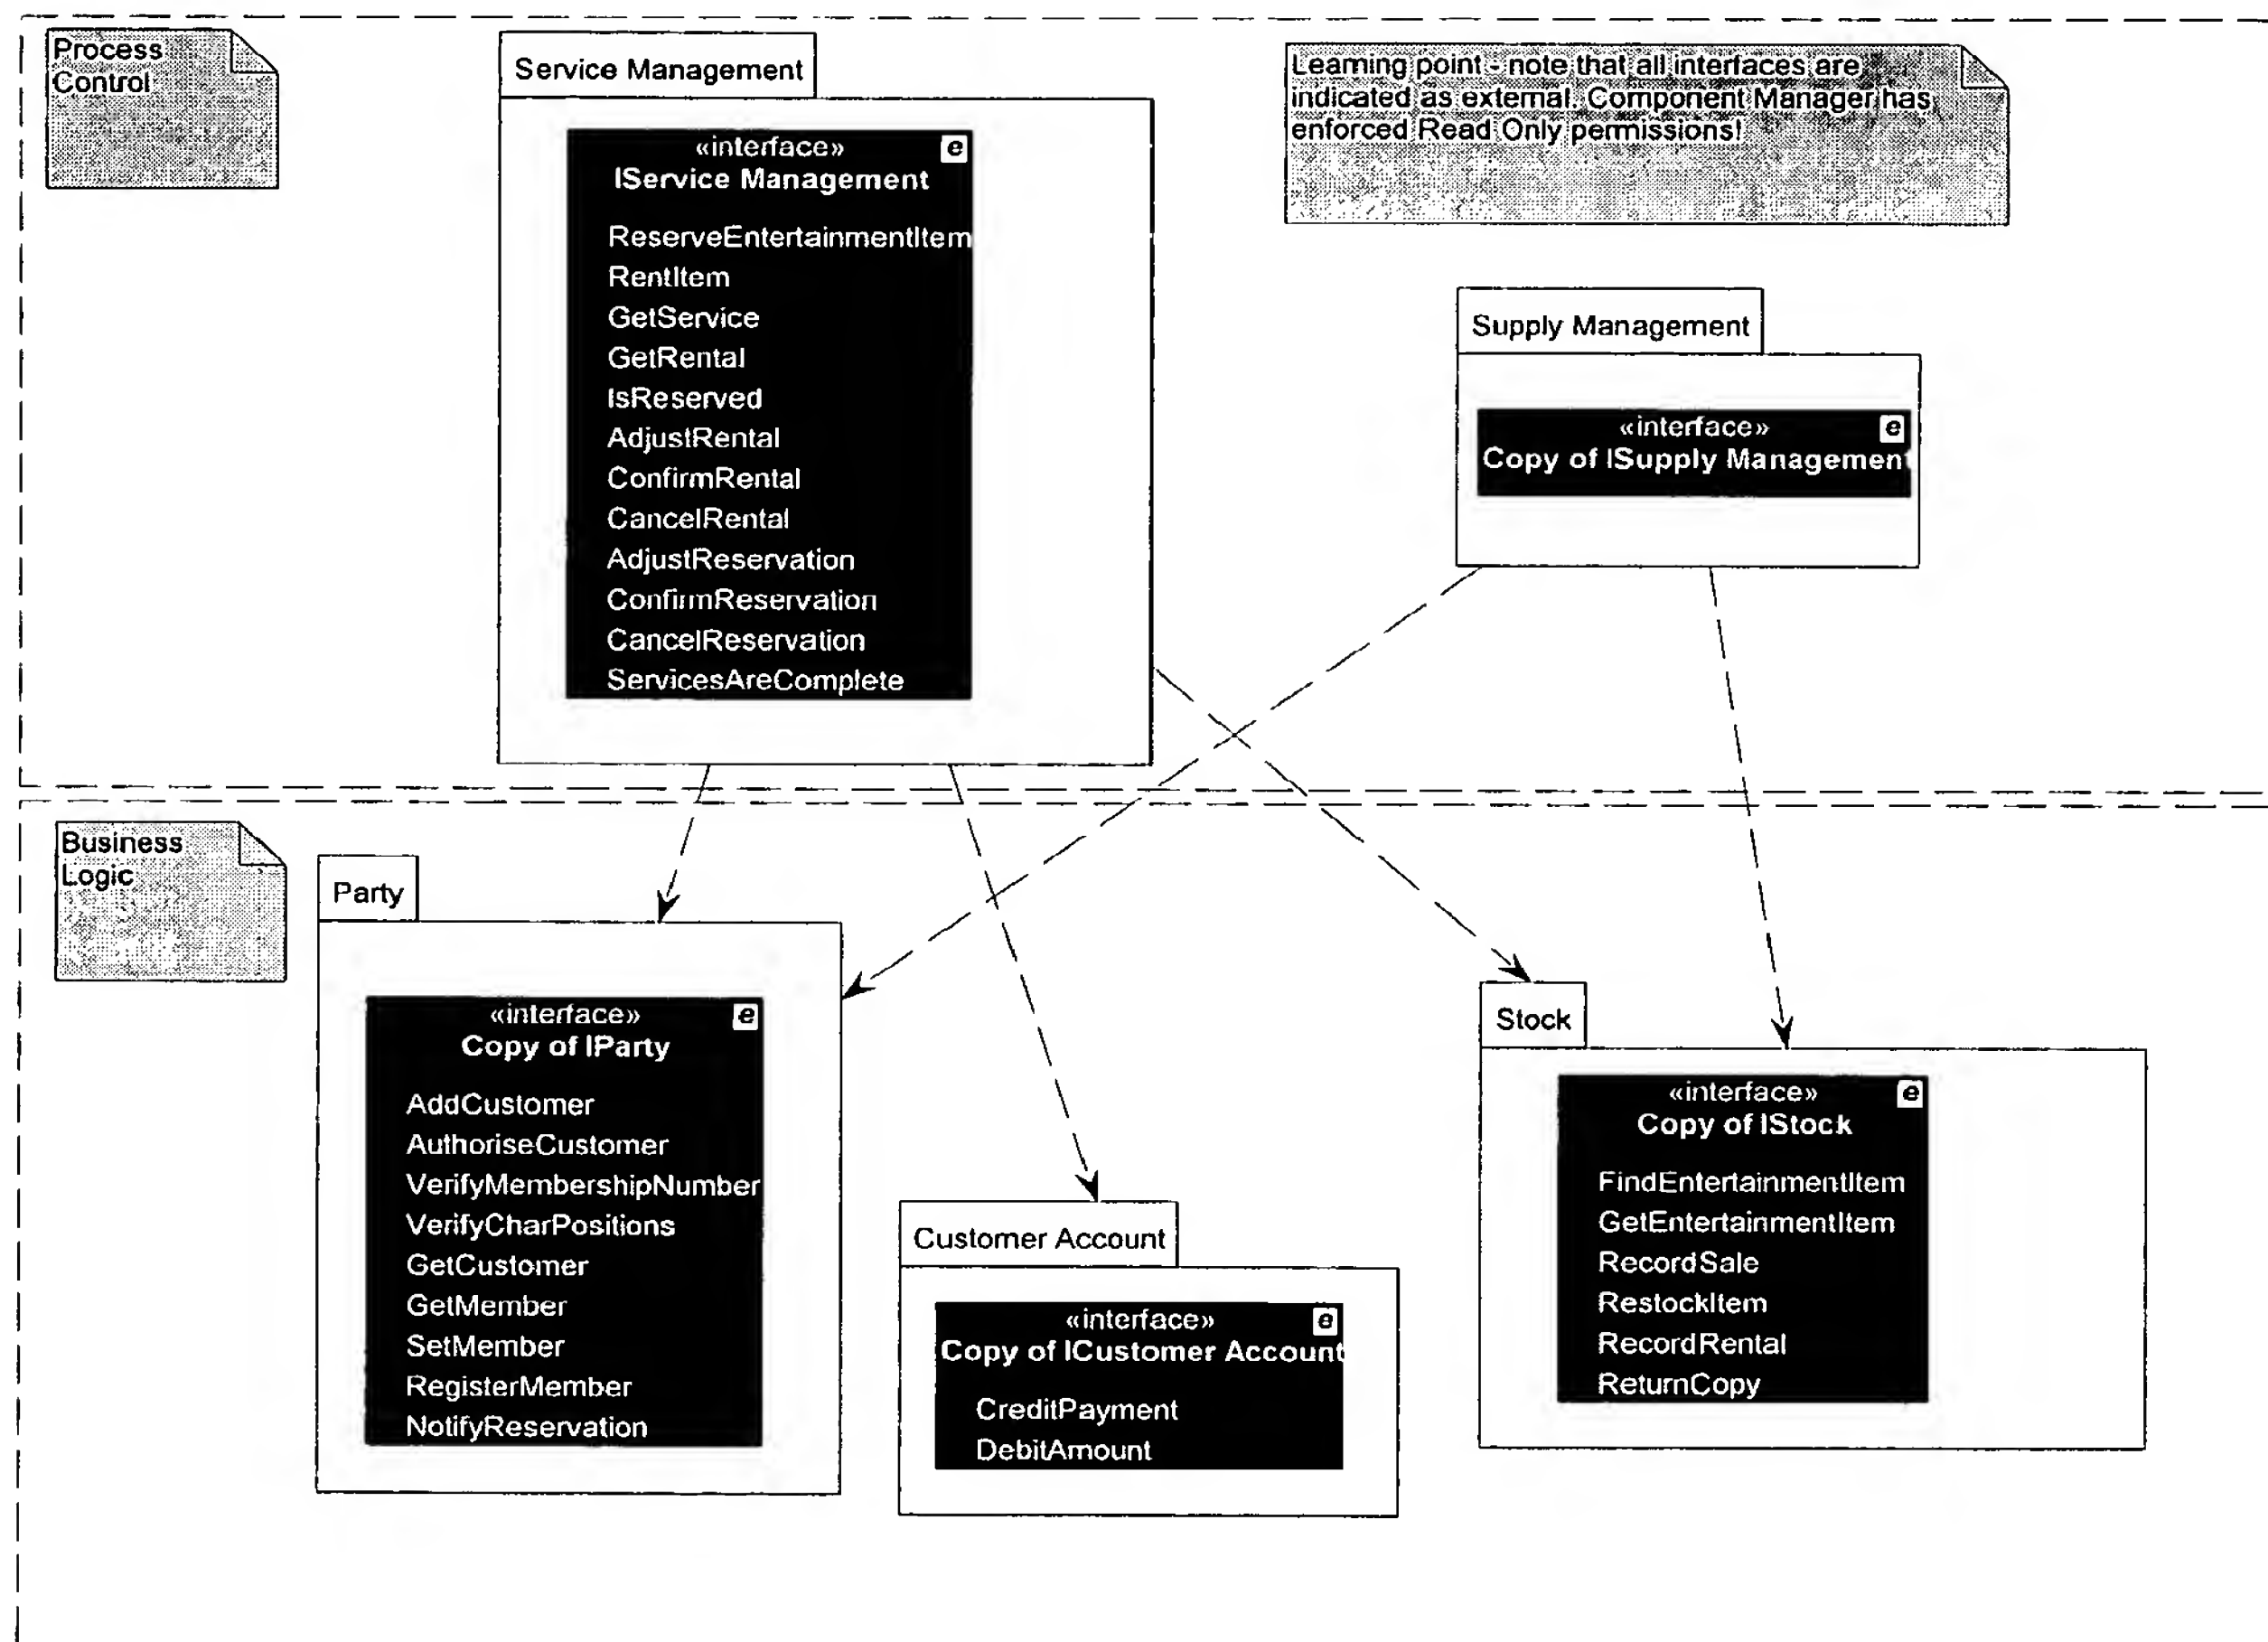 Process
Control
Service Management
«interface» e
IService Management
ReserveEntertainmentItem
RentItem
GetService
GetRental
IsReserved
AdjustRental
ConfirmRental
CancelRental
AdjustReservation
ConfirmReservation
CancelReservation
ServicesAreComplete
Learning point - note that all interfaces are
indicated as external. Component Manager has
enforced Read Only permissions!
Supply Management
«interface» e
Copy of ISupply Management
Business
Logic
Party
«interface» e
Copy of IParty
AddCustomer
AuthoriseCustomer
VerifyMembershipNumber
VerifyCharPositions
GetCustomer
GetMember
SetMember
RegisterMember
NotifyReservation
Customer Account
«interface» e
Copy of ICustomer Account
CreditPayment
DebitAmount
Stock
«interface» e
Copy of IStock
FindEntertainmentItem
GetEntertainmentItem
RecordSale
RestockItem
RecordRental
ReturnCopy